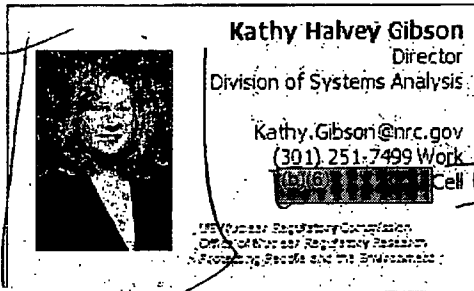 Kathy Halvey Gibson
Director
Division of Systems Analysis
Kathy.Gibson@nrc.gov
(301) 251-7499 Work
(b)(6) Cell
Nuclear Regulatory Commission
Office of Nuclear Regulatory Research
Protecting People and the Environment